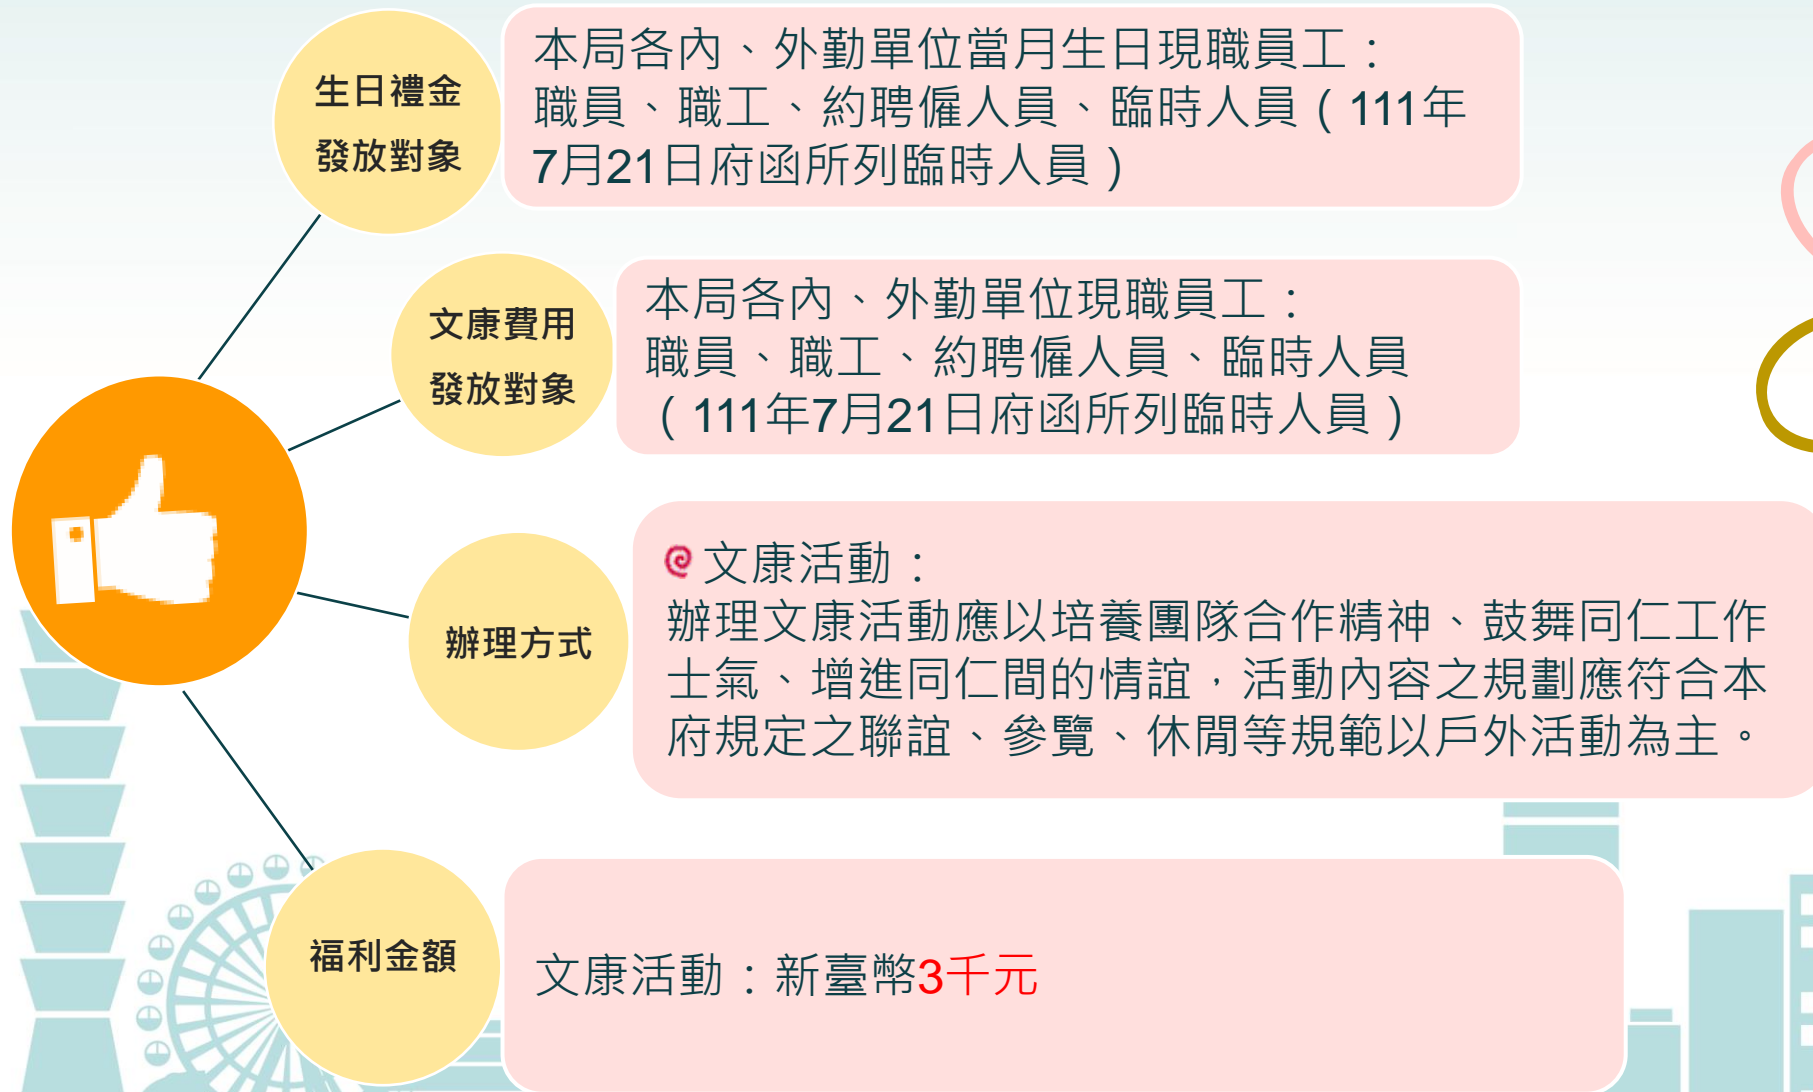 生日禮金
發放對象
本局各內、外勤單位當月生日現職員工：
職員、職工、約聘僱人員、臨時人員（111年
7月21日府函所列臨時人員）
文康費用
發放對象
本局各內、外勤單位現職員工：
職員、職工、約聘僱人員、臨時人員
（111年7月21日府函所列臨時人員）
辦理方式
文康活動：
辦理文康活動應以培養團隊合作精神、鼓舞同仁工作
士氣、增進同仁間的情誼，活動內容之規劃應符合本
府規定之聯誼、參覽、休閒等規範以戶外活動為主。
福利金額
文康活動：新臺幣3千元